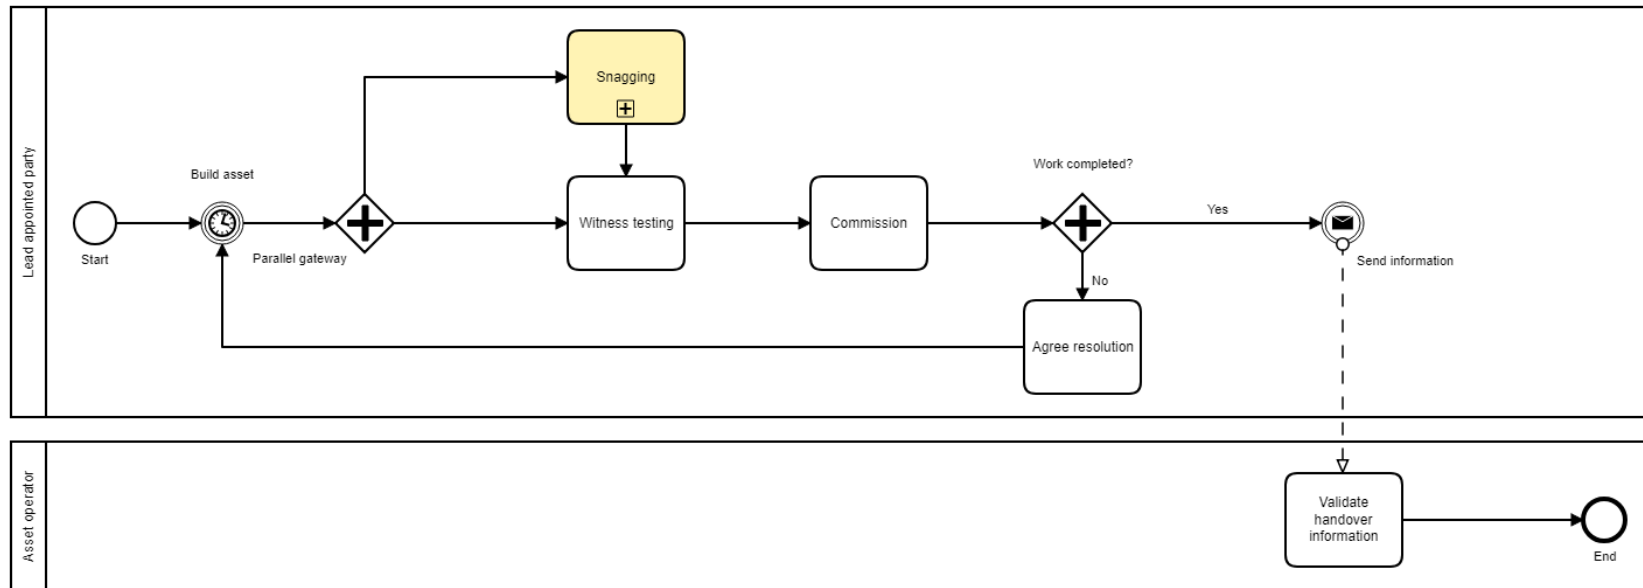 Lead appointed party
Start
Build asset
Parallel gateway
Snagging
Witness testing
Commission
Work completed?
Yes
No
Agree resolution
Send information
Asset operator
Validate
handover
information
End